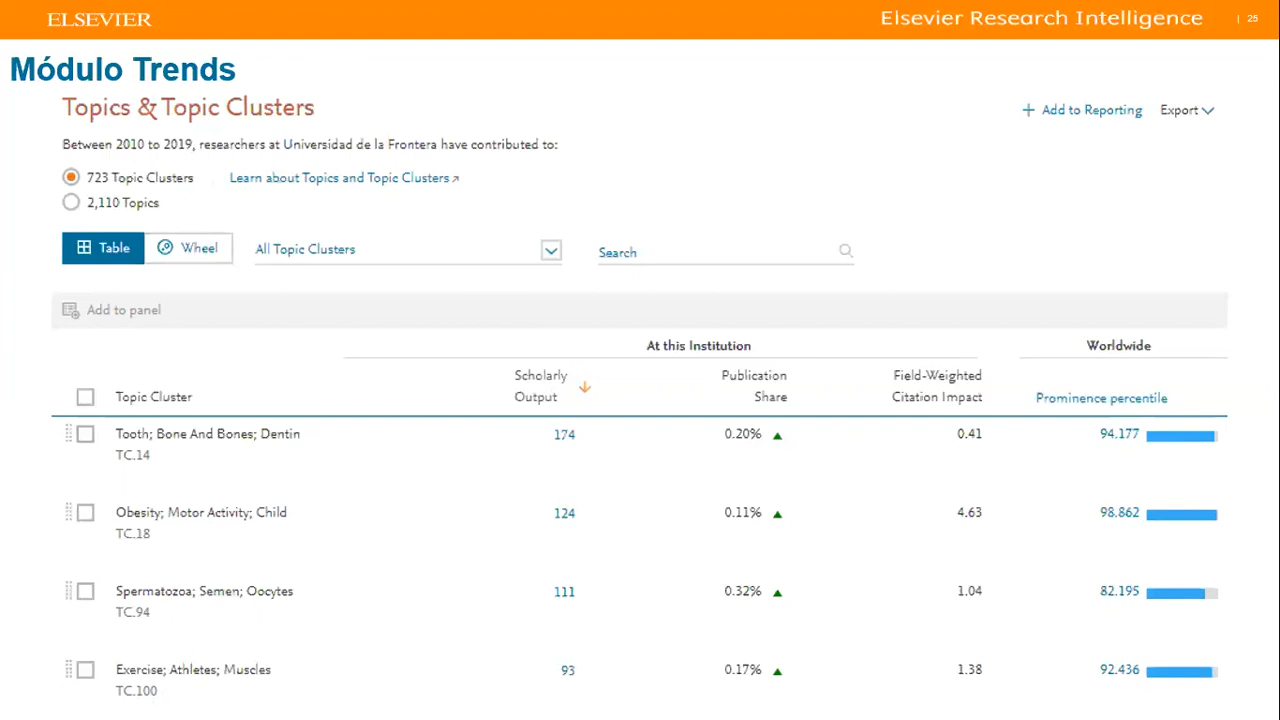 ELSEVIER
Elsevier Research Intelligence | 25
Módulo Trends
Topics & Topic Clusters
+ Add to Reporting Export
Between 2010 to 2019, researchers at Universidad de la Frontera have contributed to:
723 Topic Clusters Learn about Topics and Topic Clusters
2,110 Topics
Table Wheel All Topic Clusters Search
Add to panel
At this Institution Worldwide
Scholarly Publication Field-Weighted
Topic Cluster Output Share Citation Impact Prominence percentile
Tooth; Bone And Bones; Dentin 174 0.20% 0.41 94.177
TC.14
Obesity; Motor Activity; Child 124 0.11% 4.63 98.862
TC.18
Spermatozoa; Semen; Oocytes 111 0.32% 1.04 82.195
TC.94
Exercise; Athletes; Muscles 93 0.17% 1.38 92.436
TC.100